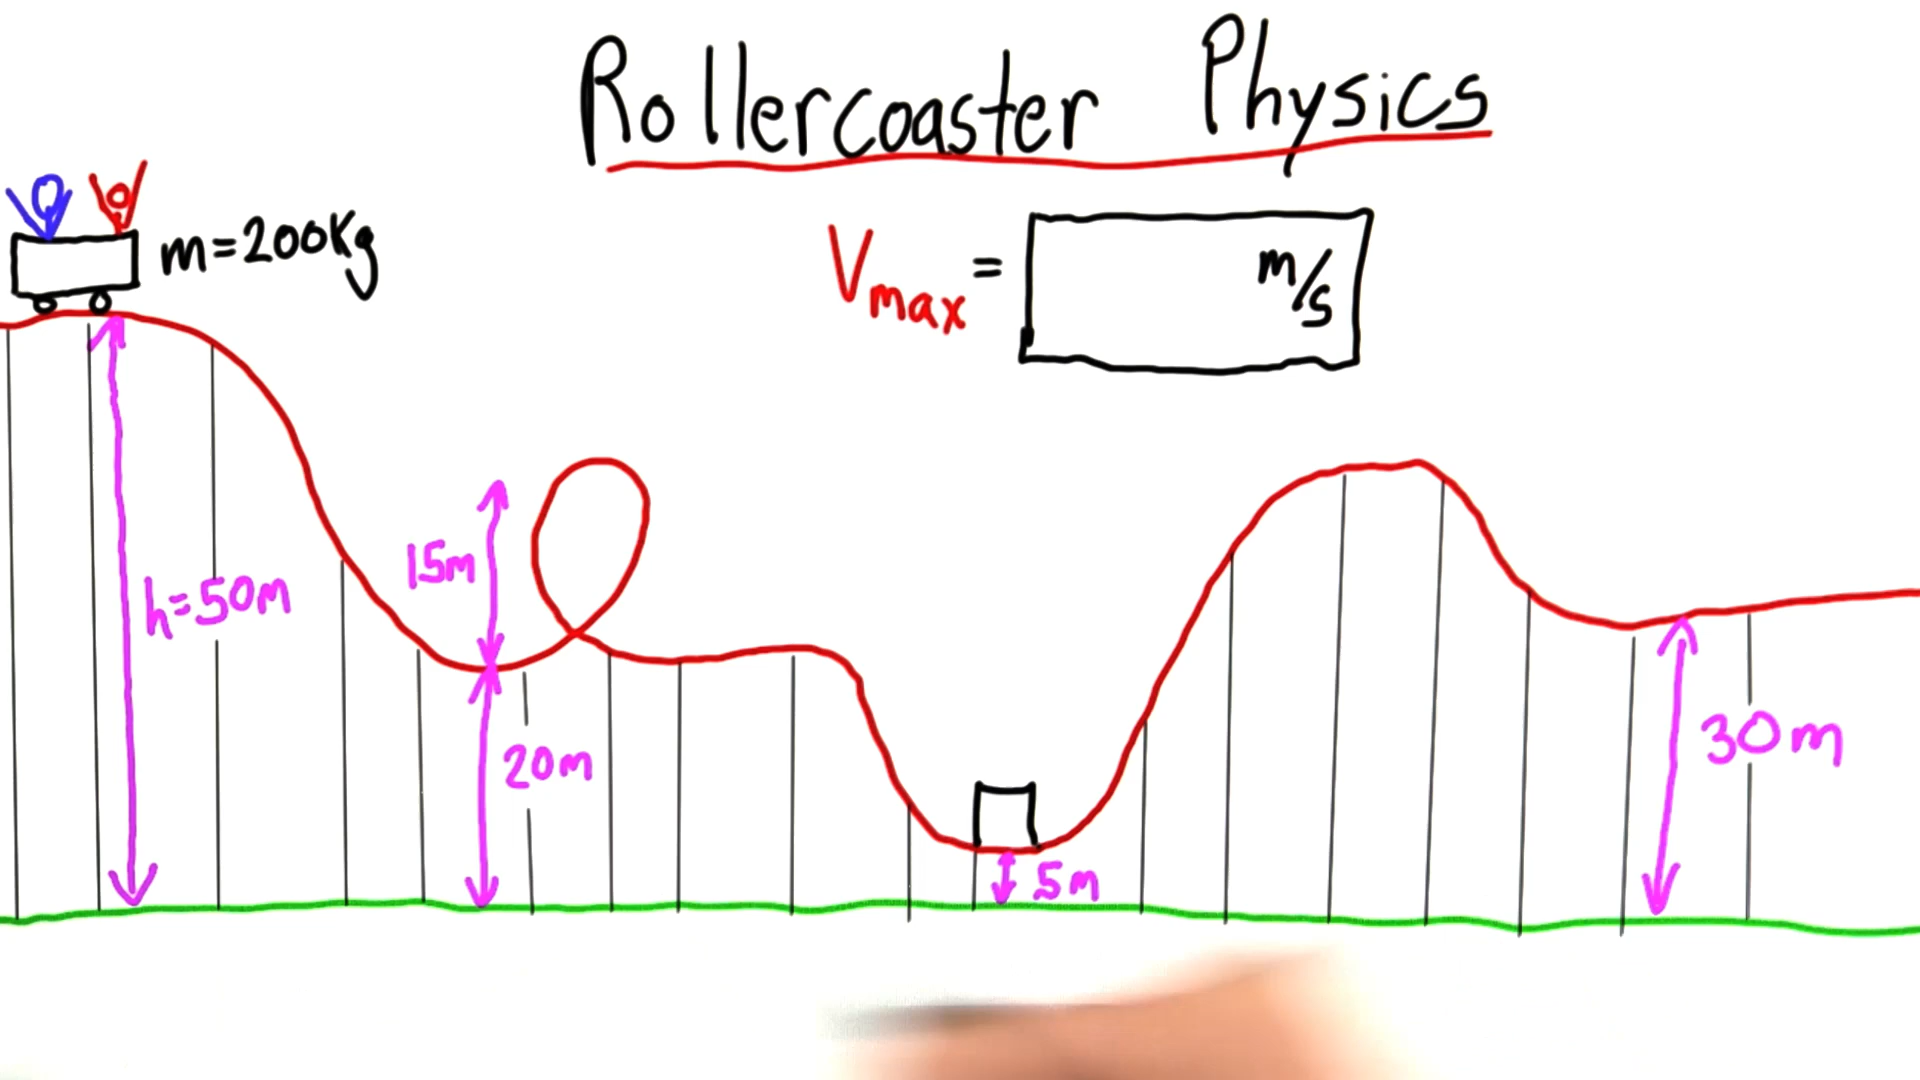 Rollercoaster Physics
m=200Kg
Vmax = m/s
15m
h=50m
20m
30m
5m